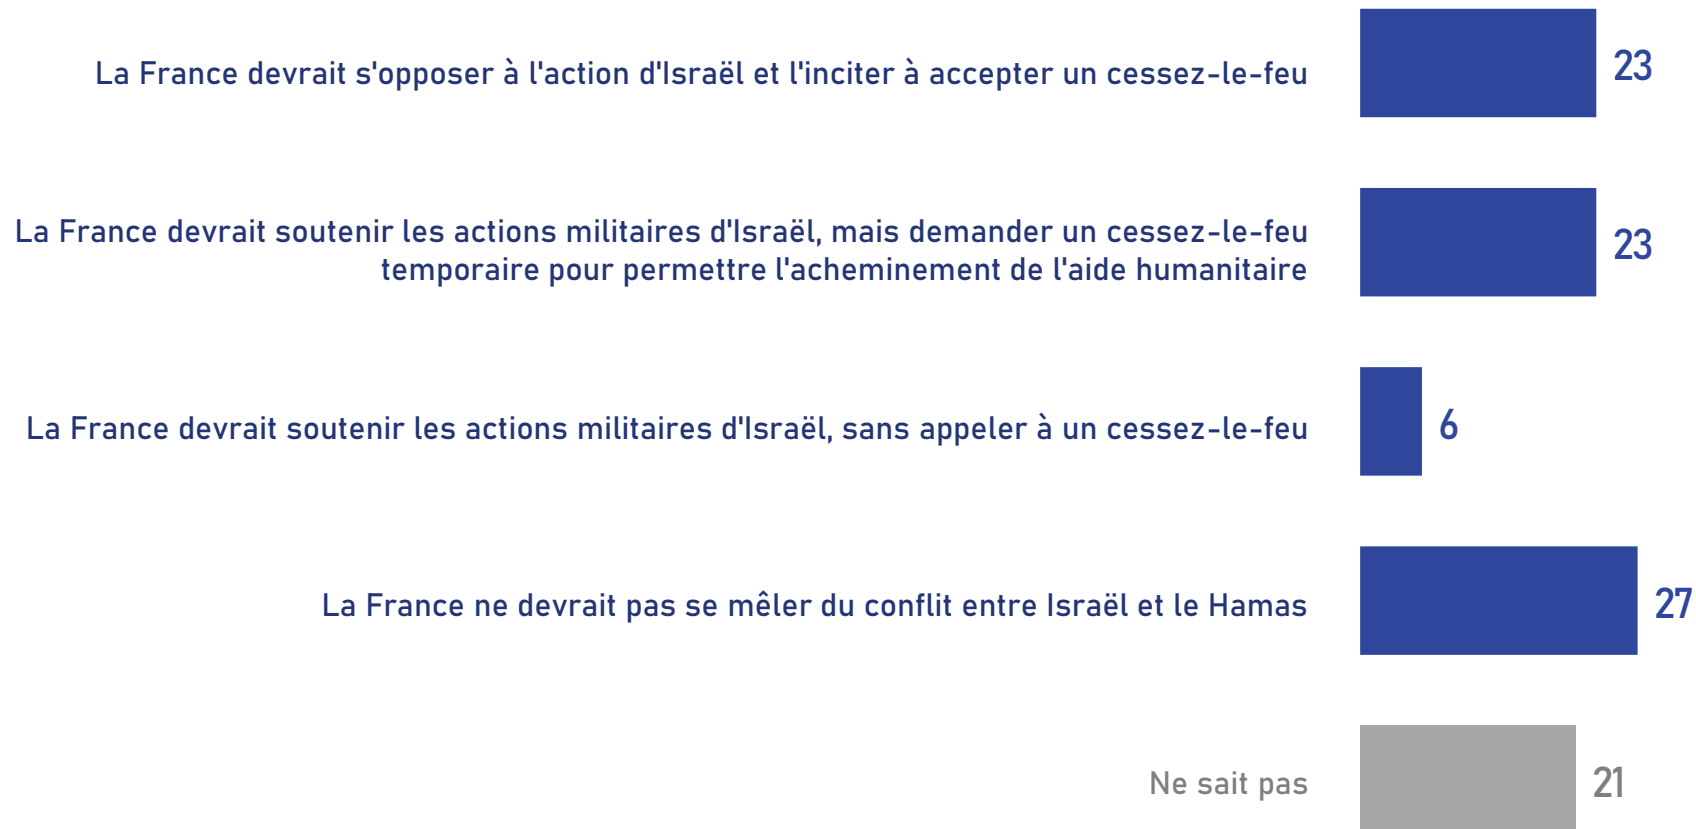 La France devrait s'opposer à l'action d'Israël et l'inciter à accepter un cessez-le-feu
23
La France devrait soutenir les actions militaires d'Israël, mais demander un cessez-le-feu
temporaire pour permettre l'acheminement de l'aide humanitaire
23
La France devrait soutenir les actions militaires d'Israël, sans appeler à un cessez-le-feu
6
La France ne devrait pas se mêler du conflit entre Israël et le Hamas
27
Ne sait pas
21